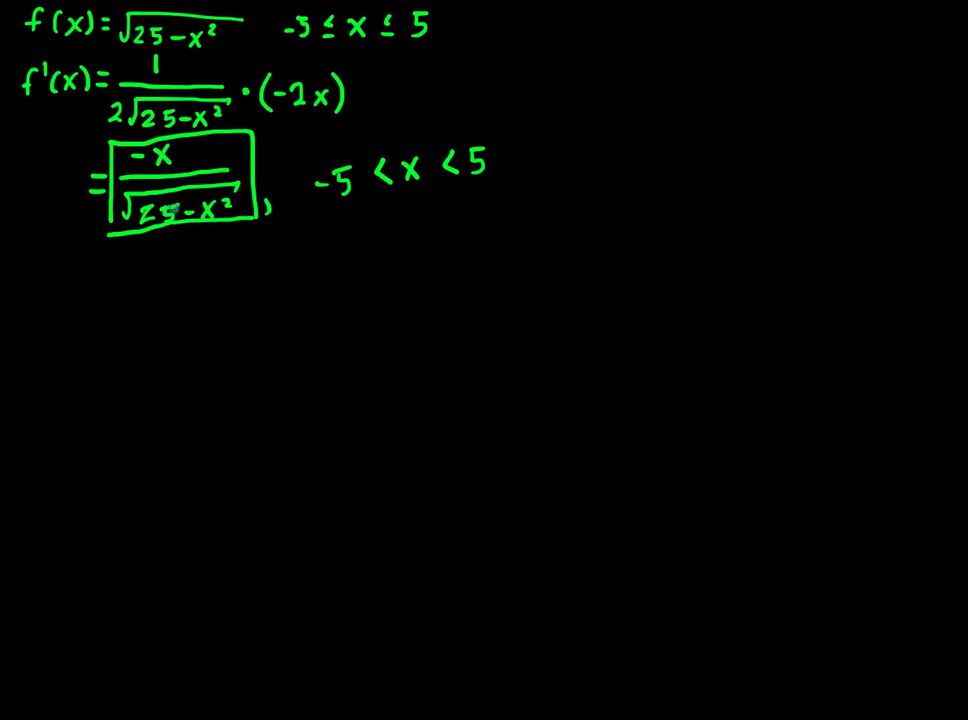 f(x) = √(25-x²) -5 ≤ x ≤ 5
f'(x) = 1/(2√(25-x²)) · (-2x)
= -x/√(25-x²), -5 < x < 5